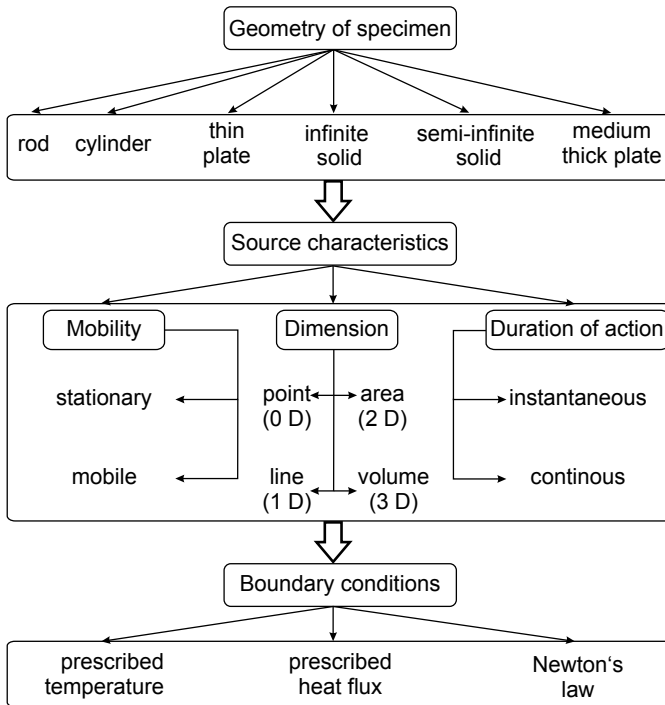 Geometry of specimen
rod cylinder thin plate infinite solid semi-infinite solid medium thick plate
Source characteristics
Mobility Dimension Duration of action
stationary point (0 D) area (2 D) instantaneous
mobile line (1 D) volume (3 D) continous
Boundary conditions
prescribed temperature prescribed heat flux Newton‘s law